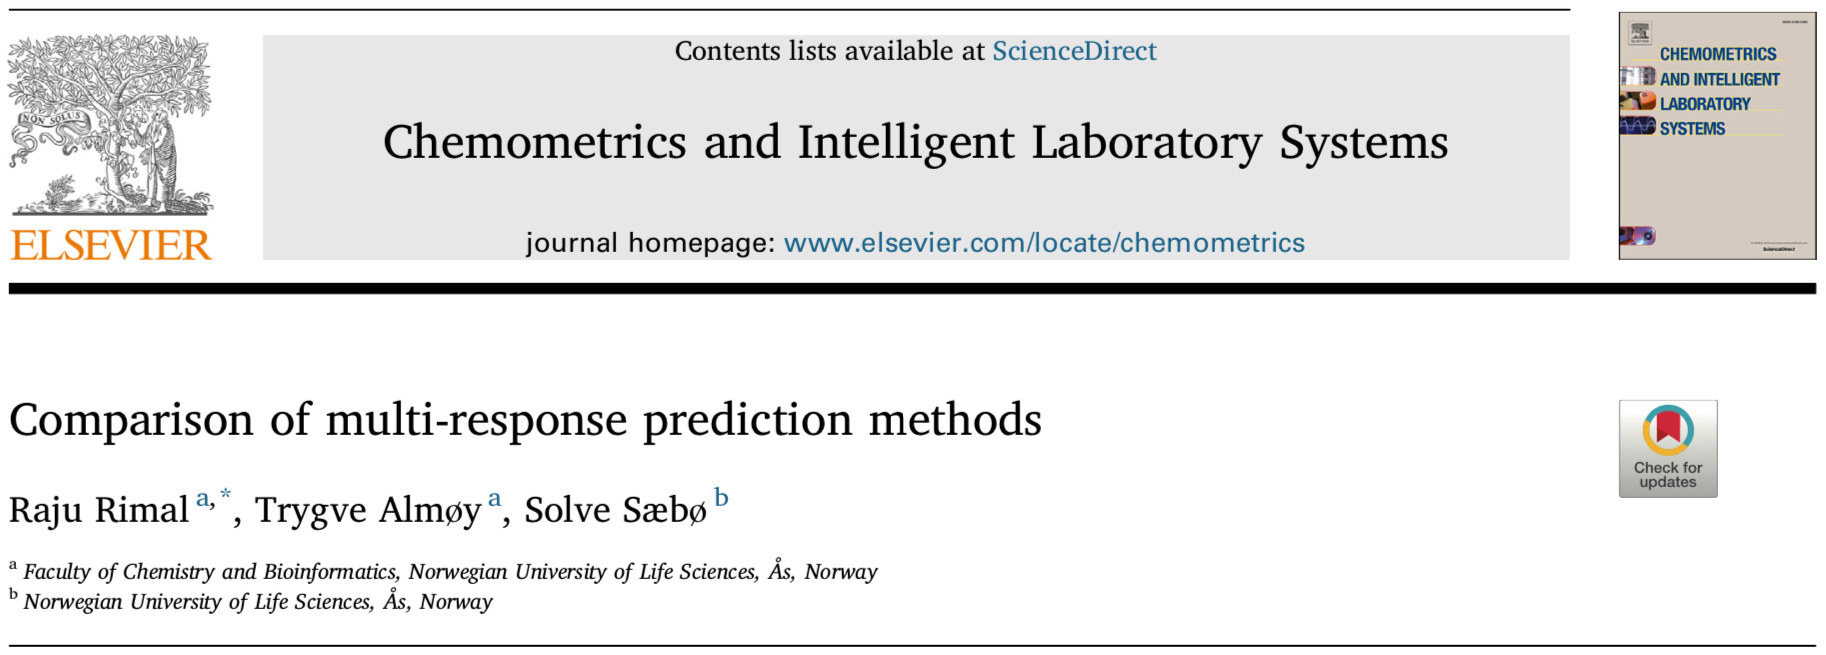 Contents lists available at ScienceDirect
Chemometrics and Intelligent Laboratory Systems
journal homepage: www.elsevier.com/locate/chemometrics
NON SOLUS
ELSEVIER
ELSEVIER
CHEMOMETRICS
AND INTELLIGENT
LABORATORY
SYSTEMS
ScienceDirect
Comparison of multi-response prediction methods
Check for
updates
Raju Rimal a,*, Trygve Almøy a, Solve Sæbø b
a Faculty of Chemistry and Bioinformatics, Norwegian University of Life Sciences, Ås, Norway
b Norwegian University of Life Sciences, Ås, Norway